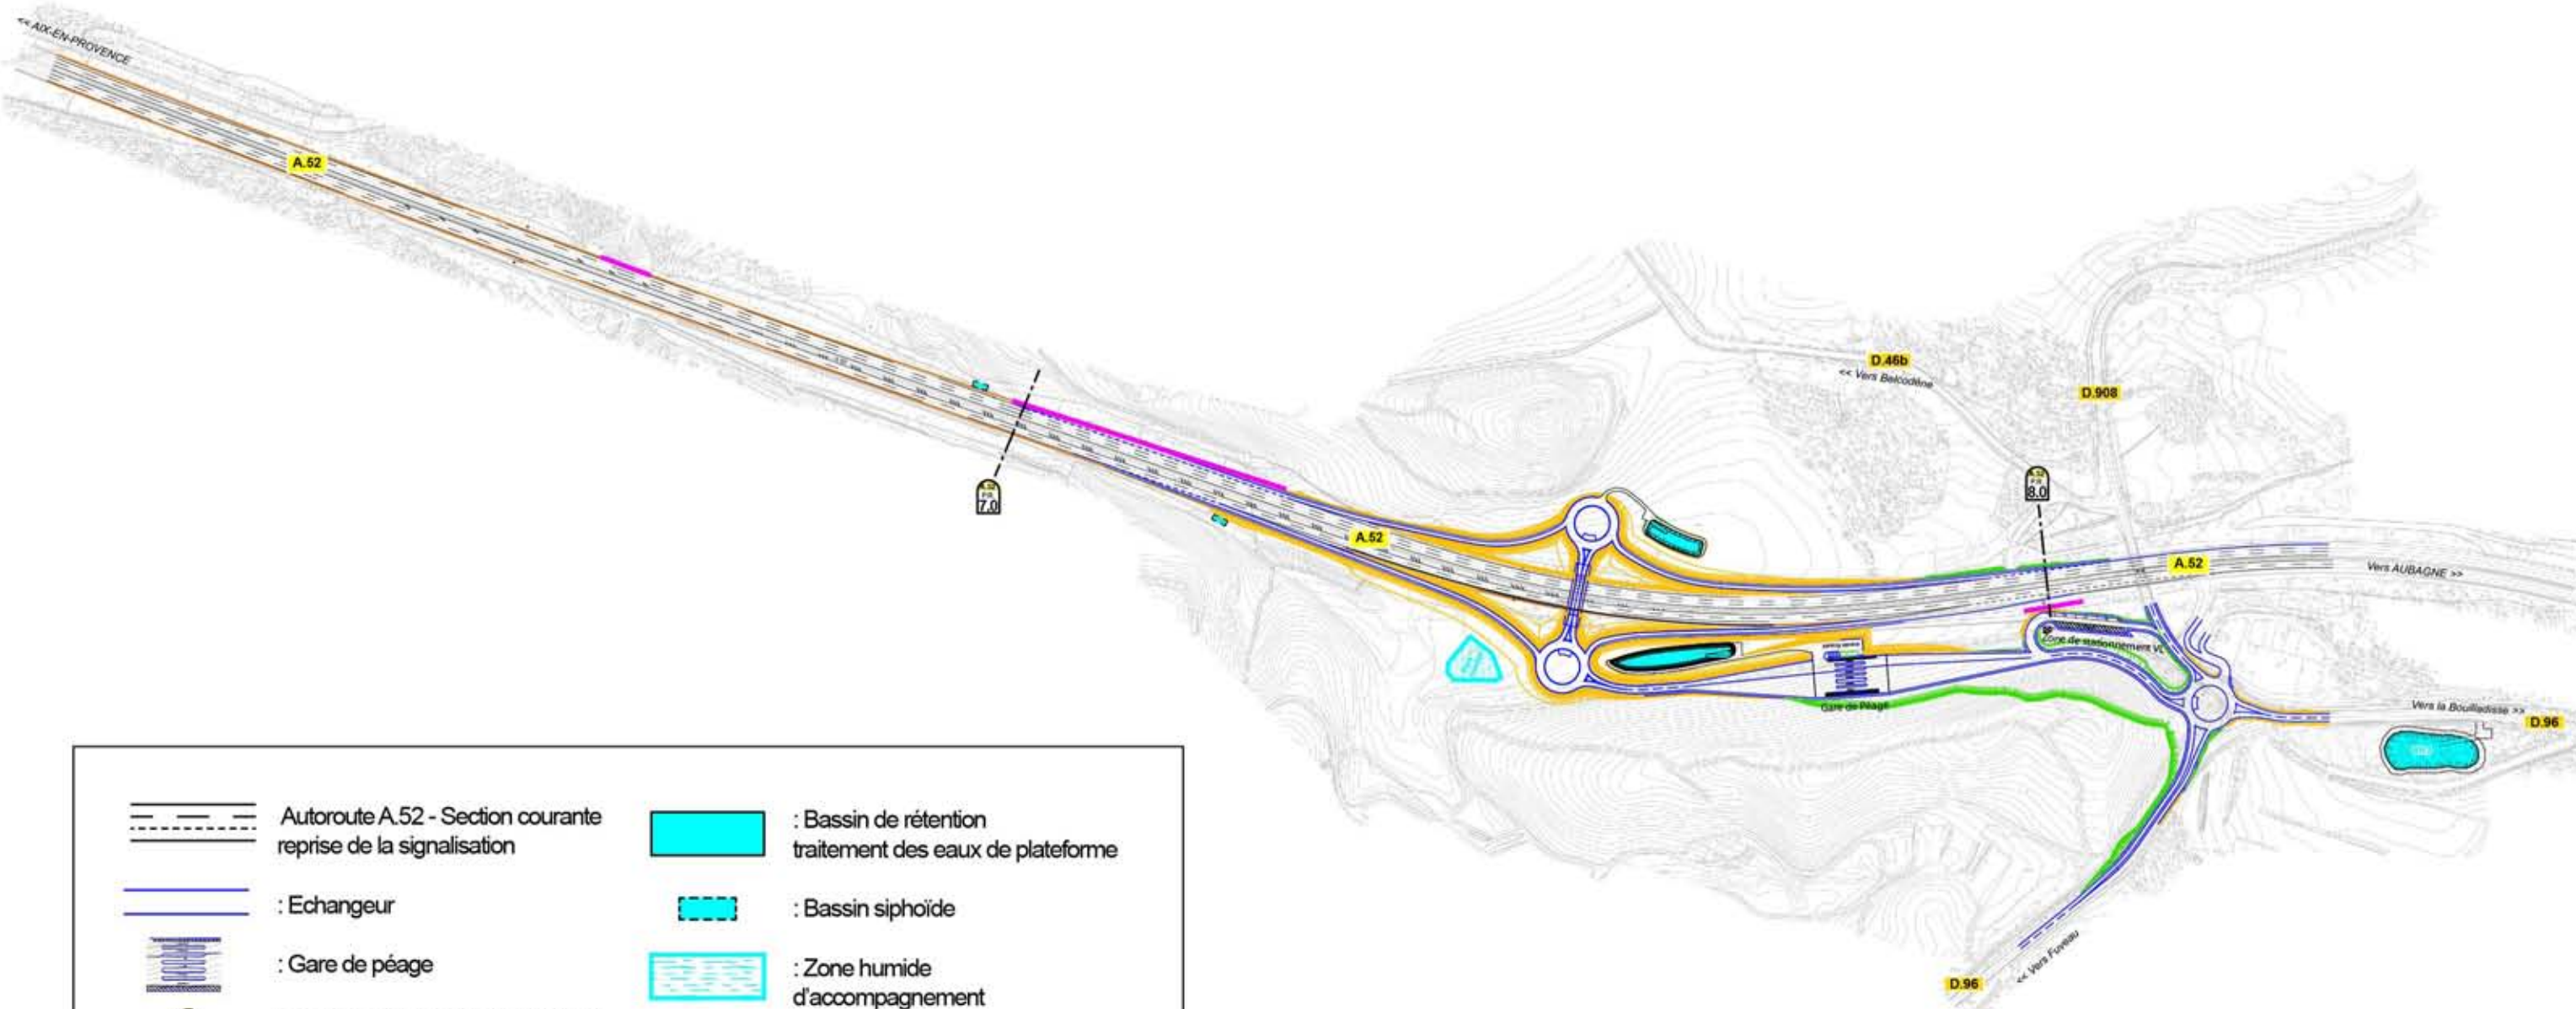 << AIX-EN-PROVENCE
A.52
D.46b
<< Vers Belcodène
D.908
A.52
P.R.
7.0
A.52
P.R.
8.0
A.52
A.52
Vers AUBAGNE >>
Zone de stationnement VL
Gare de Péage
Vers la Bouilladisse >>
D.96
<< Vers Fuveau
D.96
Autoroute A.52 - Section courante
reprise de la signalisation
: Echangeur
: Gare de péage
: Bassin de rétention
traitement des eaux de plateforme
: Bassin siphoïde
: Zone humide
d'accompagnement